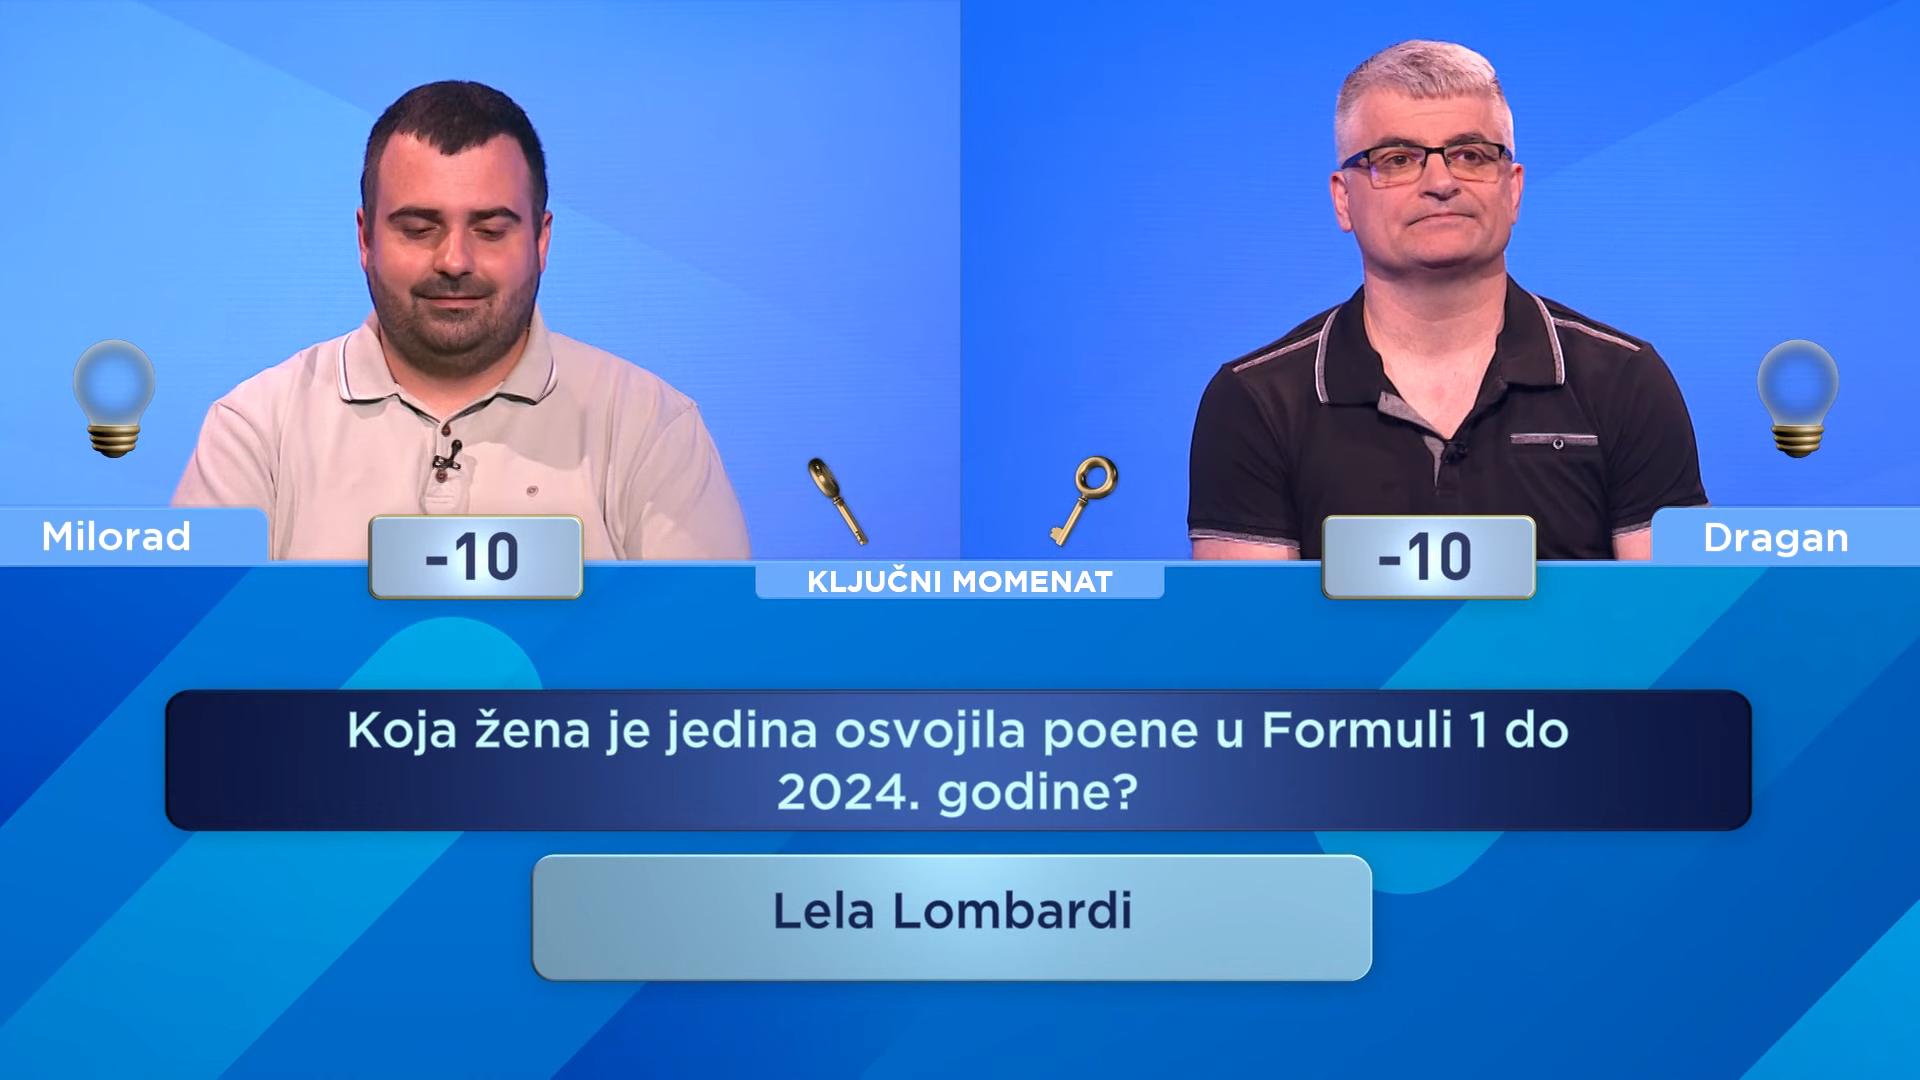 Milorad
-10
KLJUČNI MOMENAT
-10
Dragan
Koja žena je jedina osvojila poene u Formuli 1 do
2024. godine?
Lela Lombardi